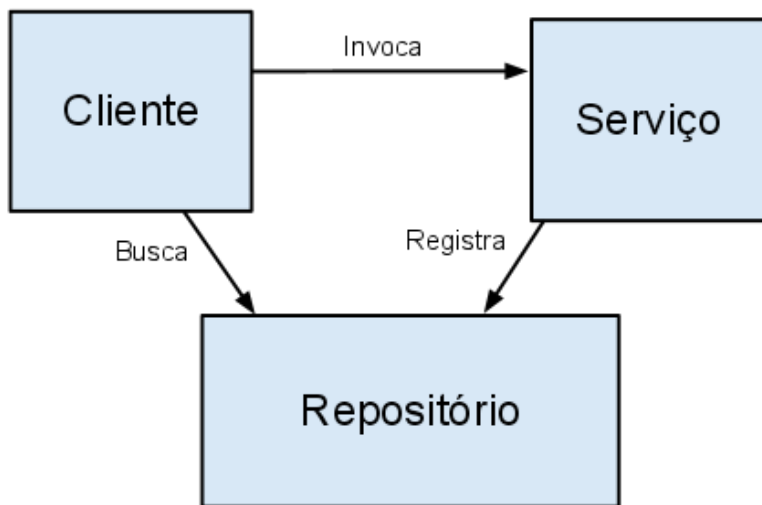 Invoca
Cliente
Serviço
Busca
Registra
Repositório